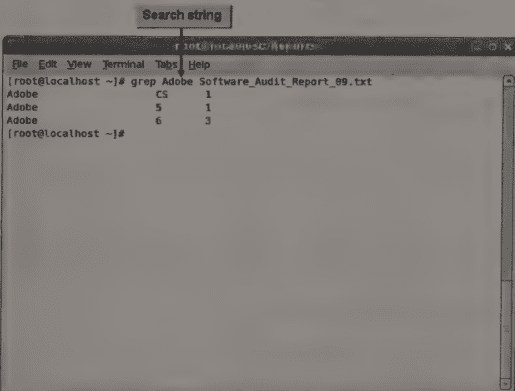 Search string
File Edit View Terminal Tabs Help
[root@localhost ~]# grep Adobe Software_Audit_Report_09.txt
Adobe CS 1
Adobe 5 1
Adobe 6 3
[root@localhost ~]#